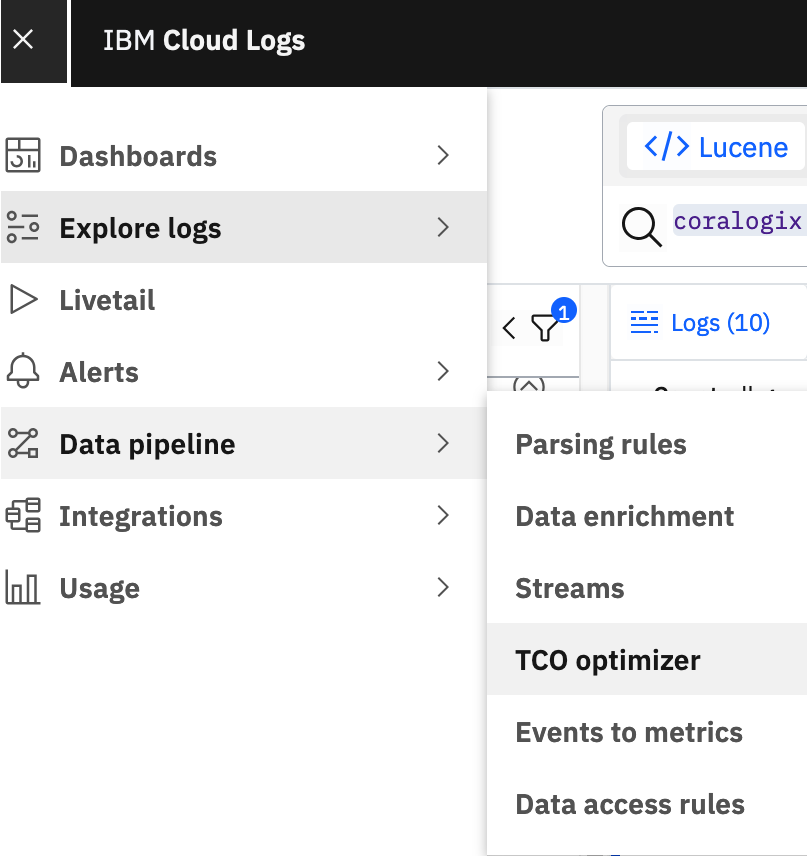 IBM Cloud Logs
Dashboards
Explore logs
Livetail
Alerts
Data pipeline
Integrations
Usage
</> Lucene
coralogix
1
Logs (10)
Parsing rules
Data enrichment
Streams
TCO optimizer
Events to metrics
Data access rules